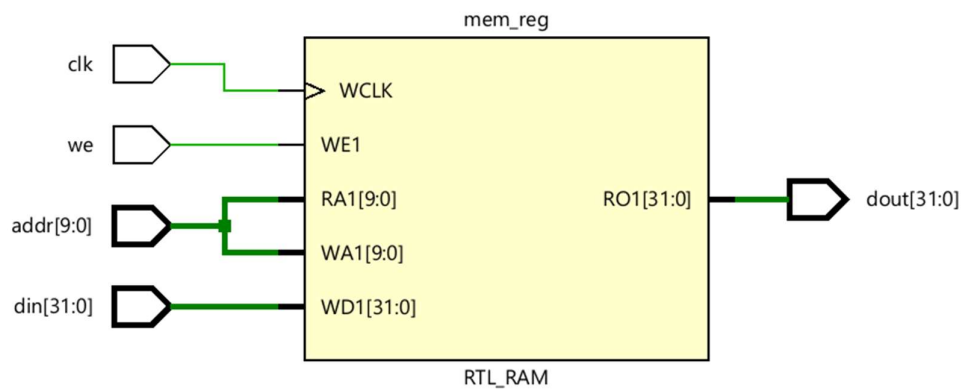 mem_reg
clk
WCLK
we
WE1
RA1[9:0]
RO1[31:0]
dout[31:0]
addr[9:0]
WA1[9:0]
din[31:0]
WD1[31:0]
RTL_RAM